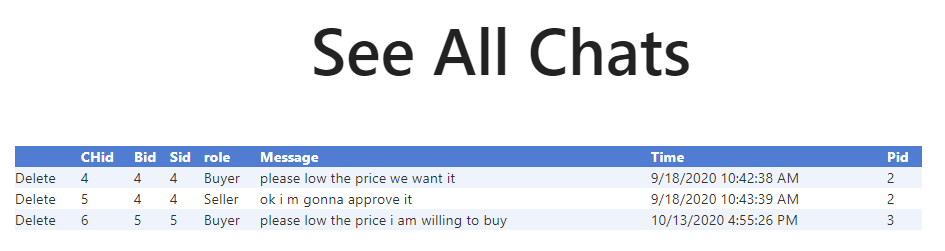 See All Chats
CHid Bid Sid role Message Time Pid
Delete 4 4 4 Buyer please low the price we want it 9/18/2020 10:42:38 AM 2
Delete 5 4 4 Seller ok i m gonna approve it 9/18/2020 10:43:39 AM 2
Delete 6 5 5 Buyer please low the price i am willing to buy 10/13/2020 4:55:26 PM 3